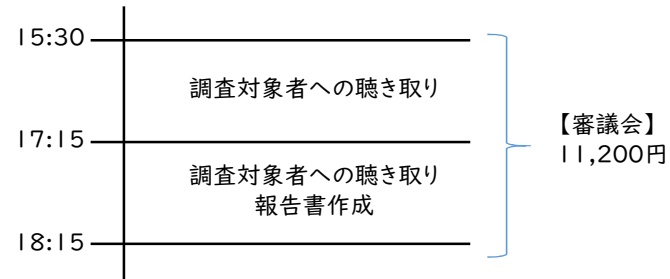 15:30
調査対象者への聴き取り
17:15
調査対象者への聴き取り
報告書作成
18:15
【審議会】
11,200円